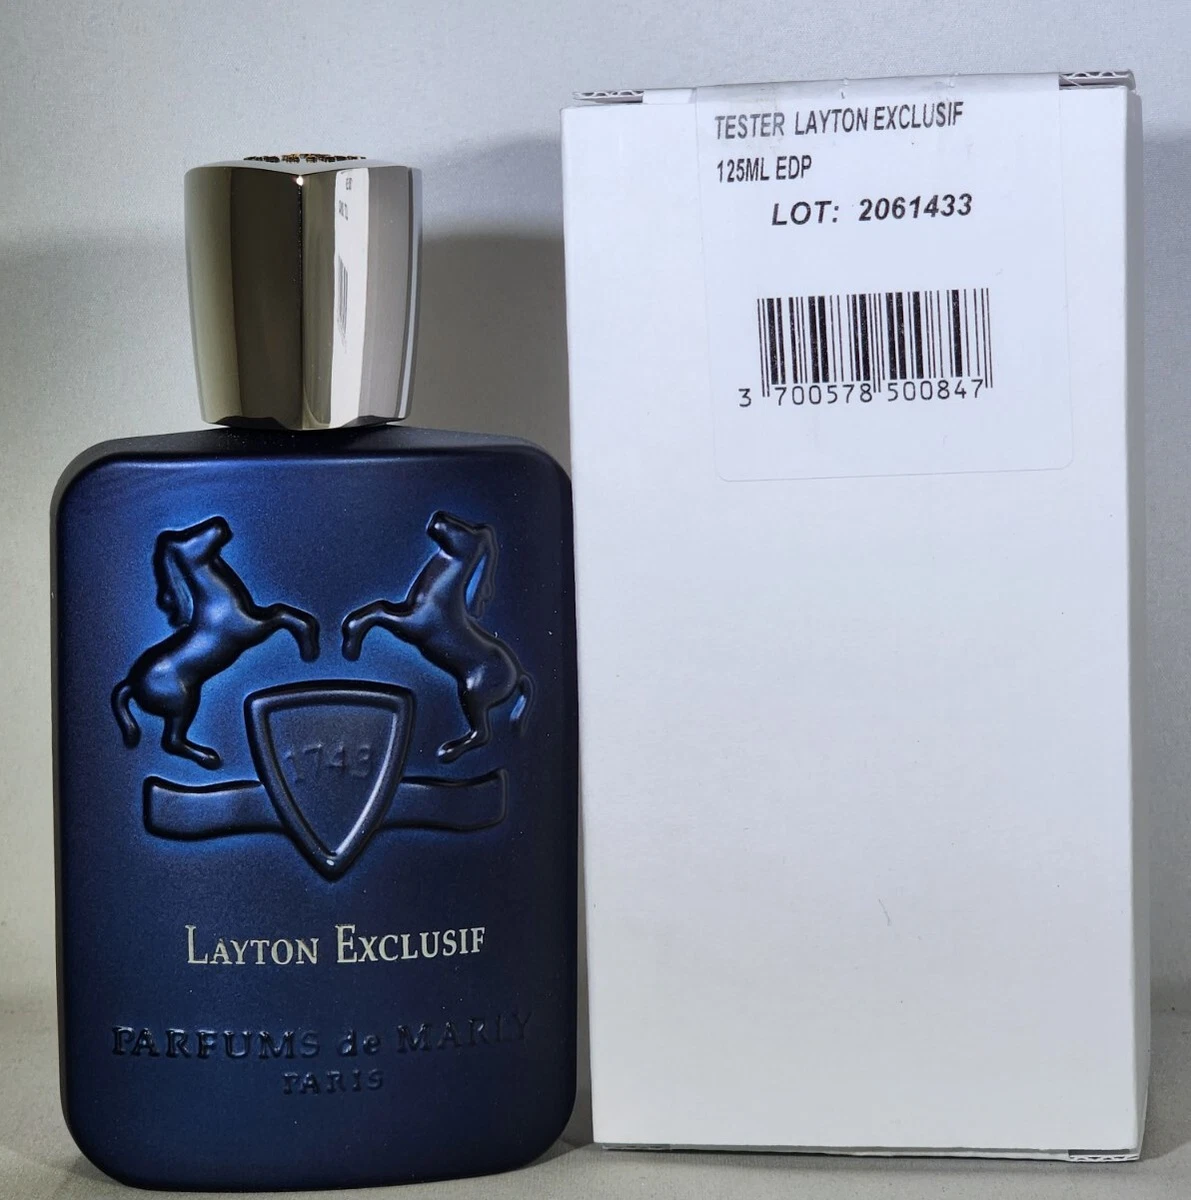 TESTER LAYTON EXCLUSIF
125ML EDP
LOT: 2061433
3 700578 500847
1743
LAYTON EXCLUSIF
PARFUMS de MARLY
PARIS